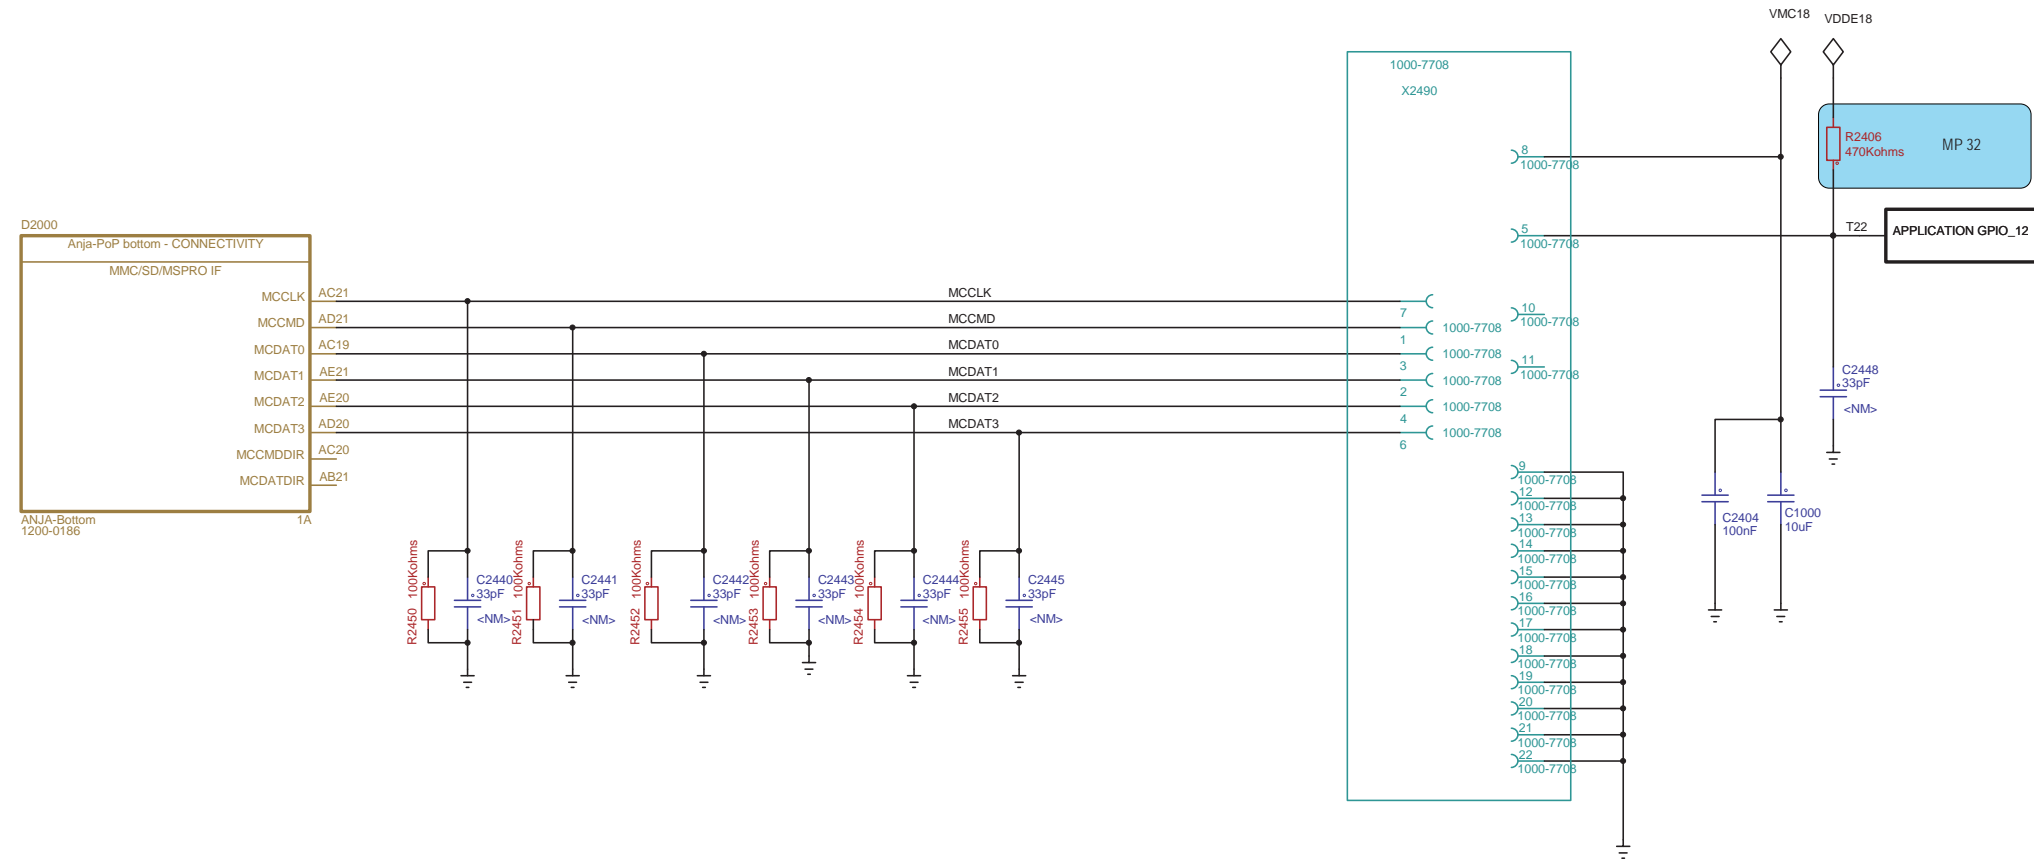 VMC18
VDDE18
1000-7708
X2490
R2406
470Kohms
MP 32
8
1000-7708
D2000
Anja-PoP bottom - CONNECTIVITY
MMC/SD/MSPRO IF
5
1000-7708
T22
APPLICATION GPIO_12
MCCLK
AC21
MCCLK
7
MCCMD
AD21
MCCMD
1000-7708
1
MCDAT0
AC19
MCDAT0
1000-7708
3
MCDAT1
AE21
MCDAT1
1000-7708
2
MCDAT2
AE20
MCDAT2
1000-7708
4
MCDAT3
AD20
MCDAT3
1000-7708
6
MCCMDDIR
AC20
MCDATDIR
AB21
ANJA-Bottom
1A
1200-0186
10
1000-7708
11
1000-7708
C2448
33pF
<NM>
9
1000-7708
12
1000-7708
13
1000-7708
14
1000-7708
15
1000-7708
16
1000-7708
17
1000-7708
18
1000-7708
19
1000-7708
20
1000-7708
21
1000-7708
22
1000-7708
C2404
100nF
C1000
10uF
R2450 100Kohms
C2440
33pF
<NM>
R2451 100Kohms
C2441
33pF
<NM>
R2452 100Kohms
C2442
33pF
<NM>
R2453 100Kohms
C2443
33pF
<NM>
R2454 100Kohms
C2444
33pF
<NM>
R2455 100Kohms
C2445
33pF
<NM>